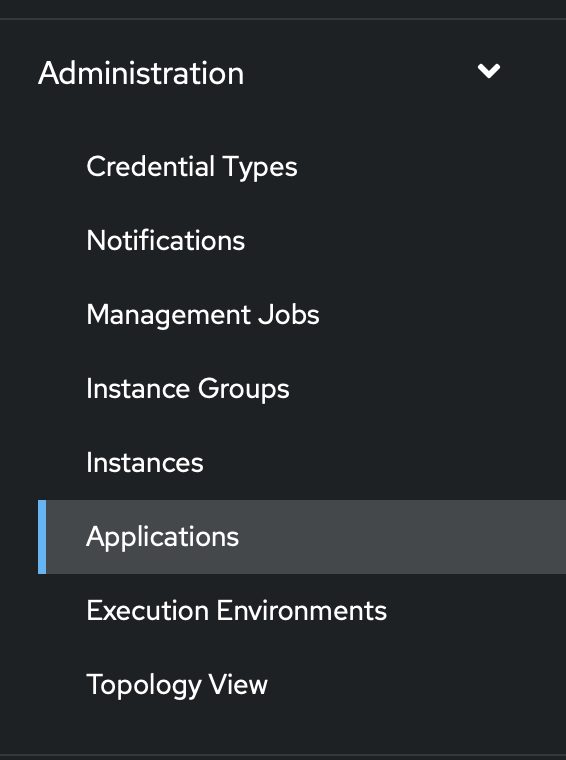 Administration
Credential Types
Notifications
Management Jobs
Instance Groups
Instances
Applications
Execution Environments
Topology View